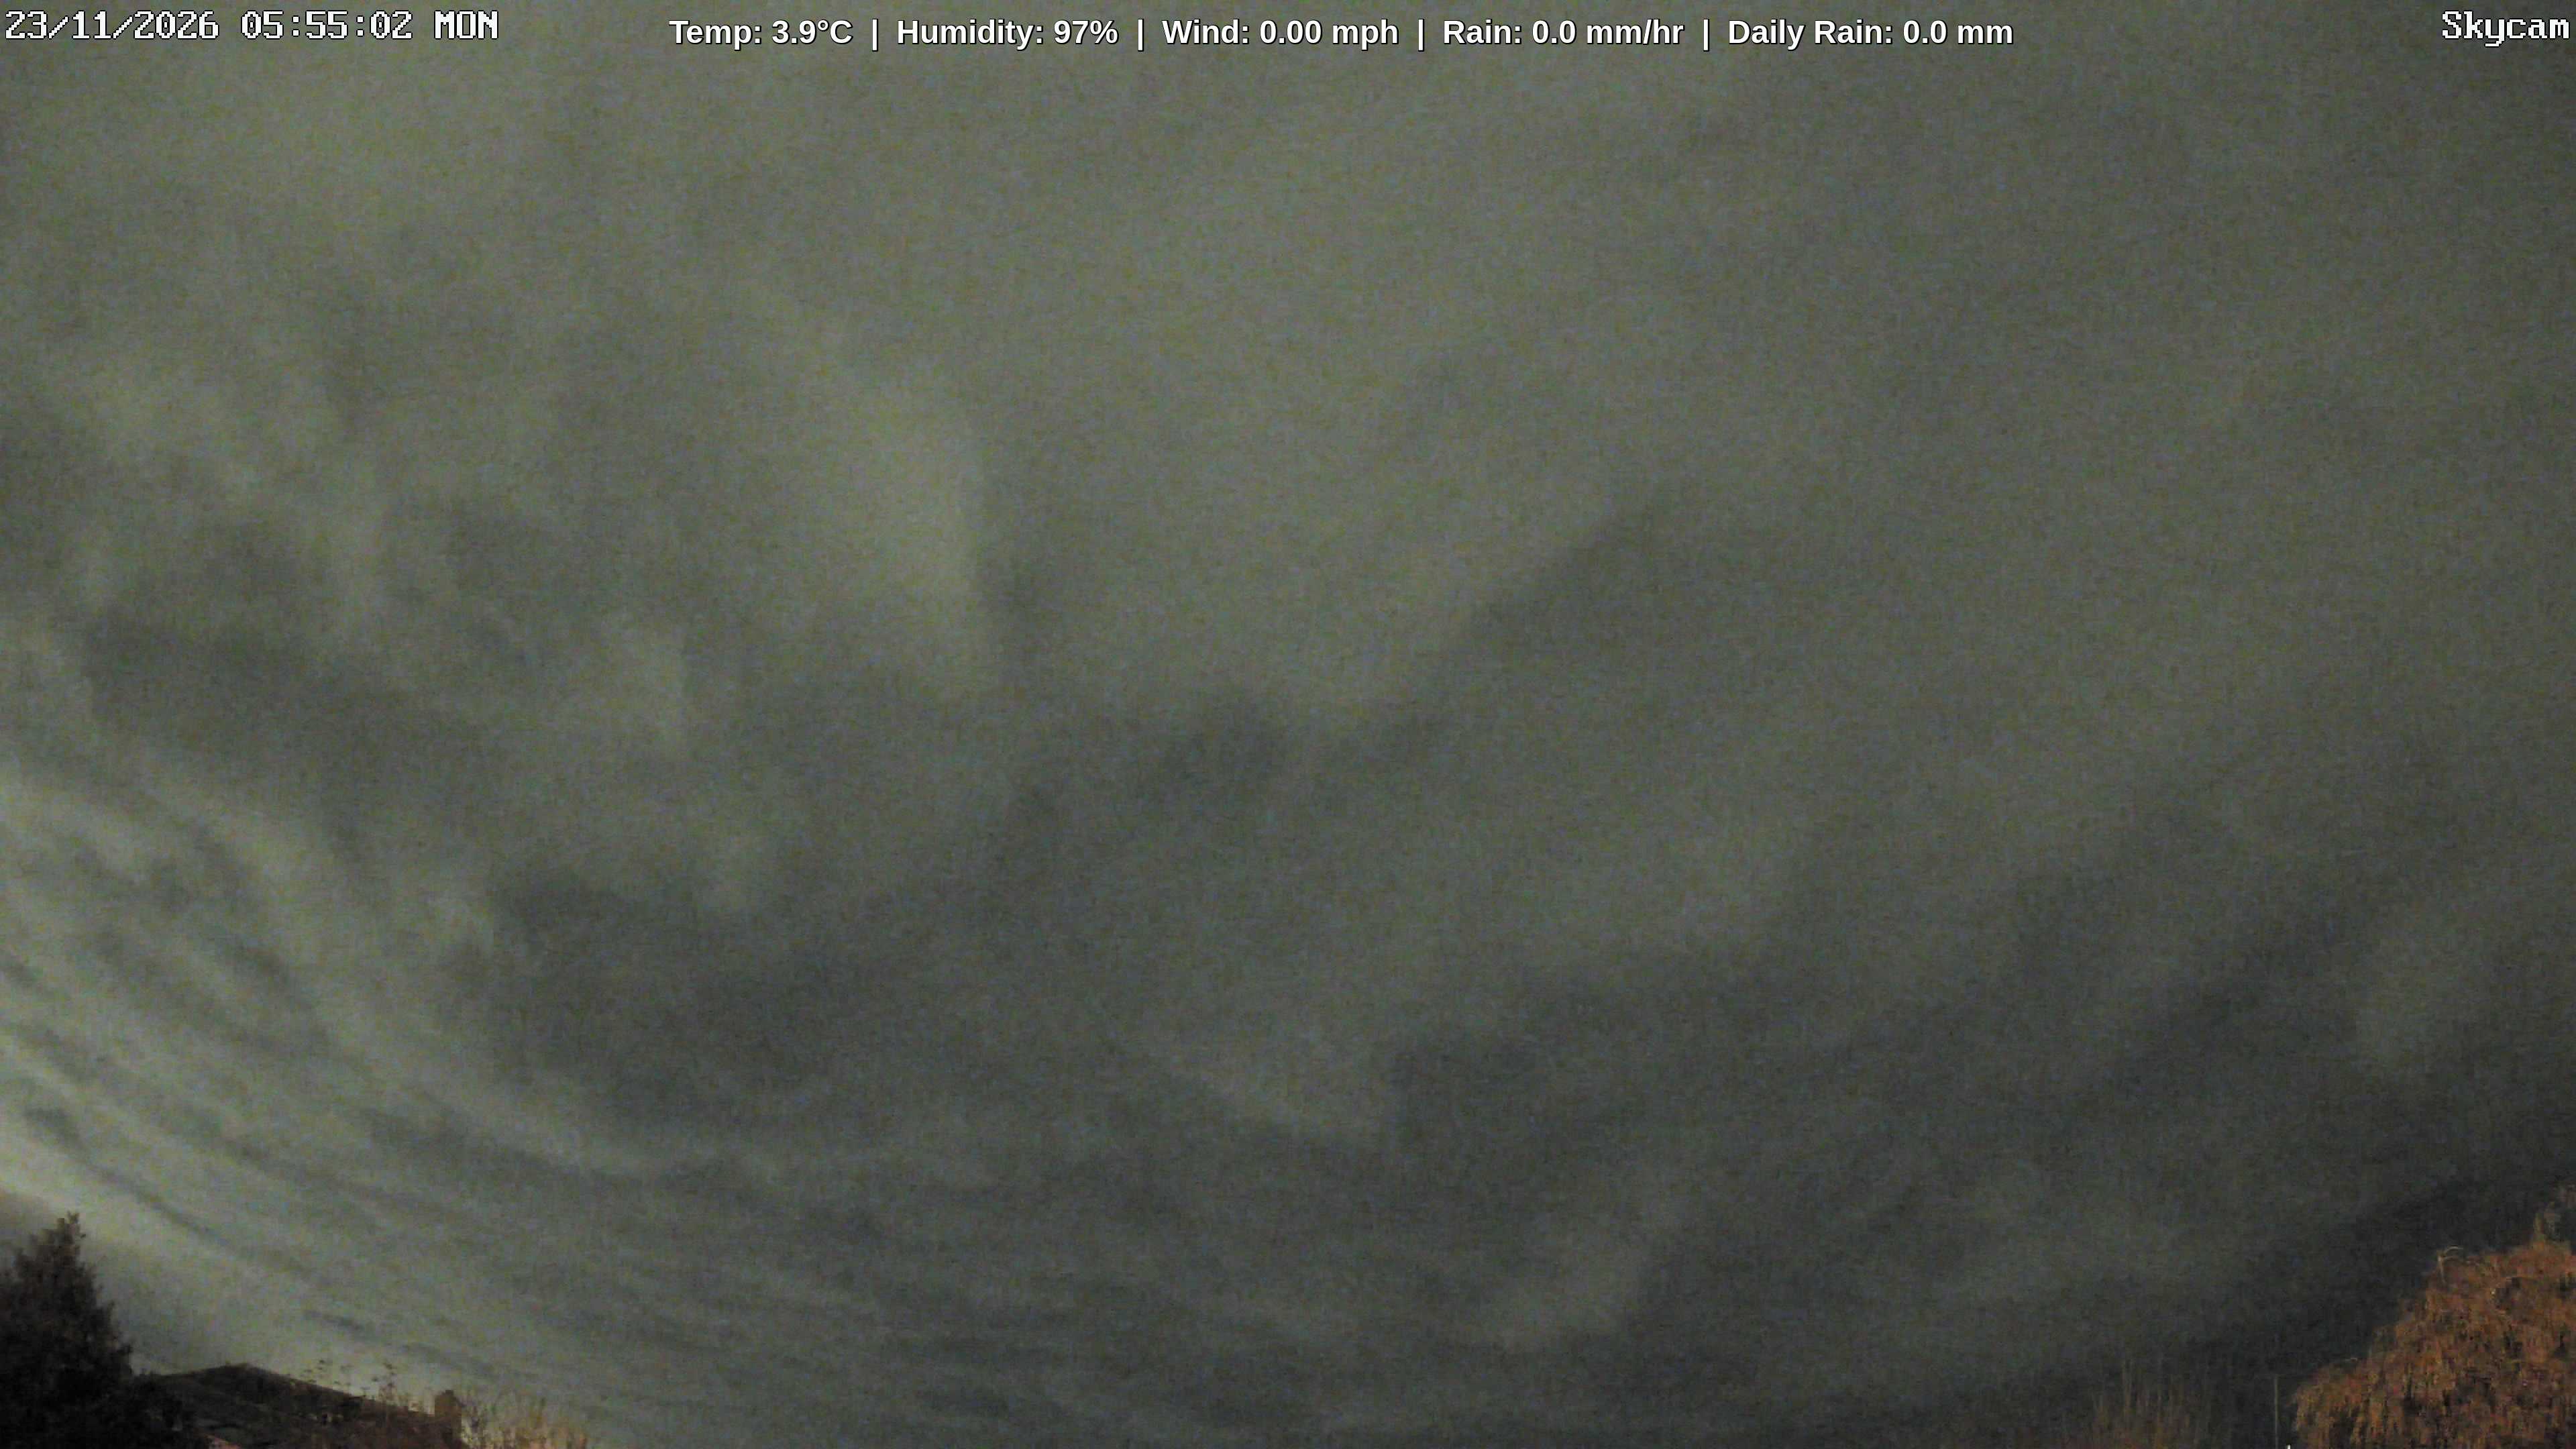 23/11/2026 05:55:02 MON
Temp: 3.9°C | Humidity: 97% | Wind: 0.00 mph | Rain: 0.0 mm/hr | Daily Rain: 0.0 mm
Skycam